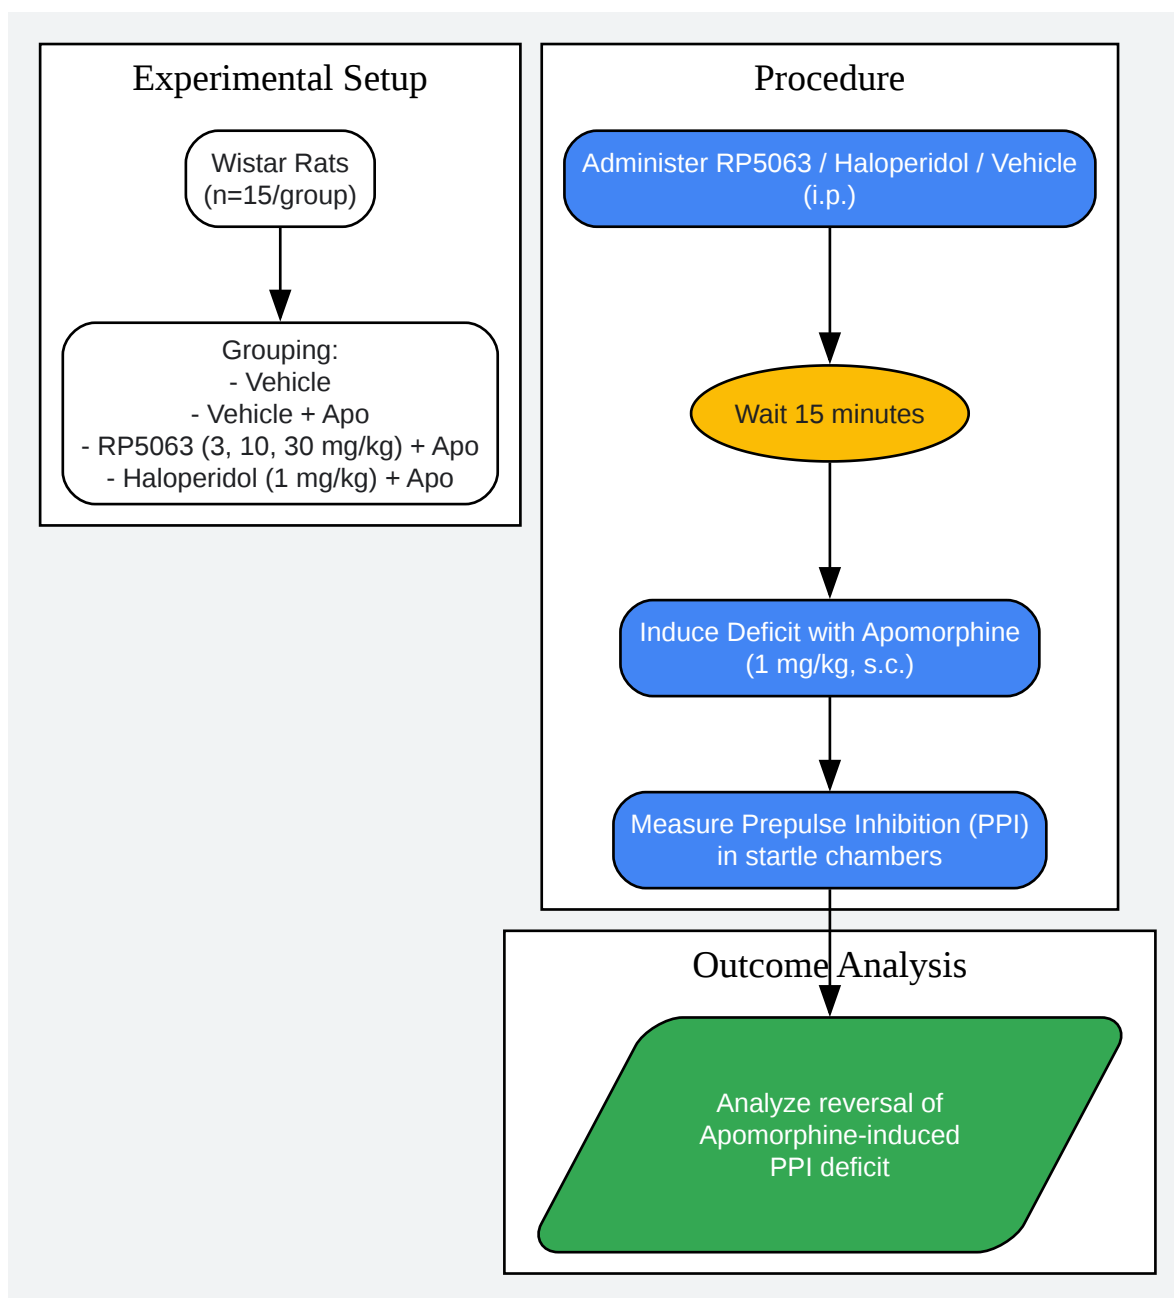 Experimental Setup
Wistar Rats
(n=15/group)
Grouping:
- Vehicle
- Vehicle + Apo
- RP5063 (3, 10, 30 mg/kg) + Apo
- Haloperidol (1 mg/kg) + Apo
Procedure
Administer RP5063 / Haloperidol / Vehicle
(i.p.)
Wait 15 minutes
Induce Deficit with Apomorphine
(1 mg/kg, s.c.)
Measure Prepulse Inhibition (PPI)
in startle chambers
Outcome Analysis
Analyze reversal of
Apomorphine-induced
PPI deficit